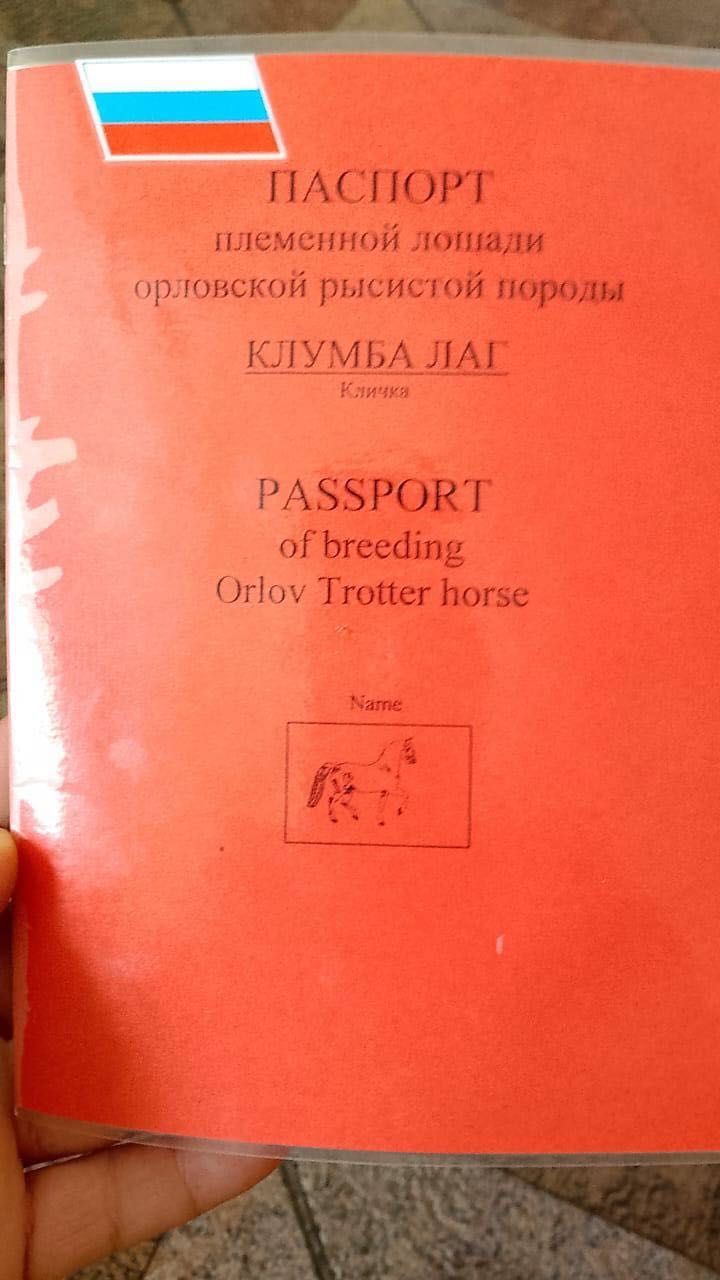 ПАСПОРТ
племенной лошади
орловской рысистой породы
КЛУМБА ЛАГ
Кличка
PASSPORT
of breeding
Orlov Trotter horse
Name